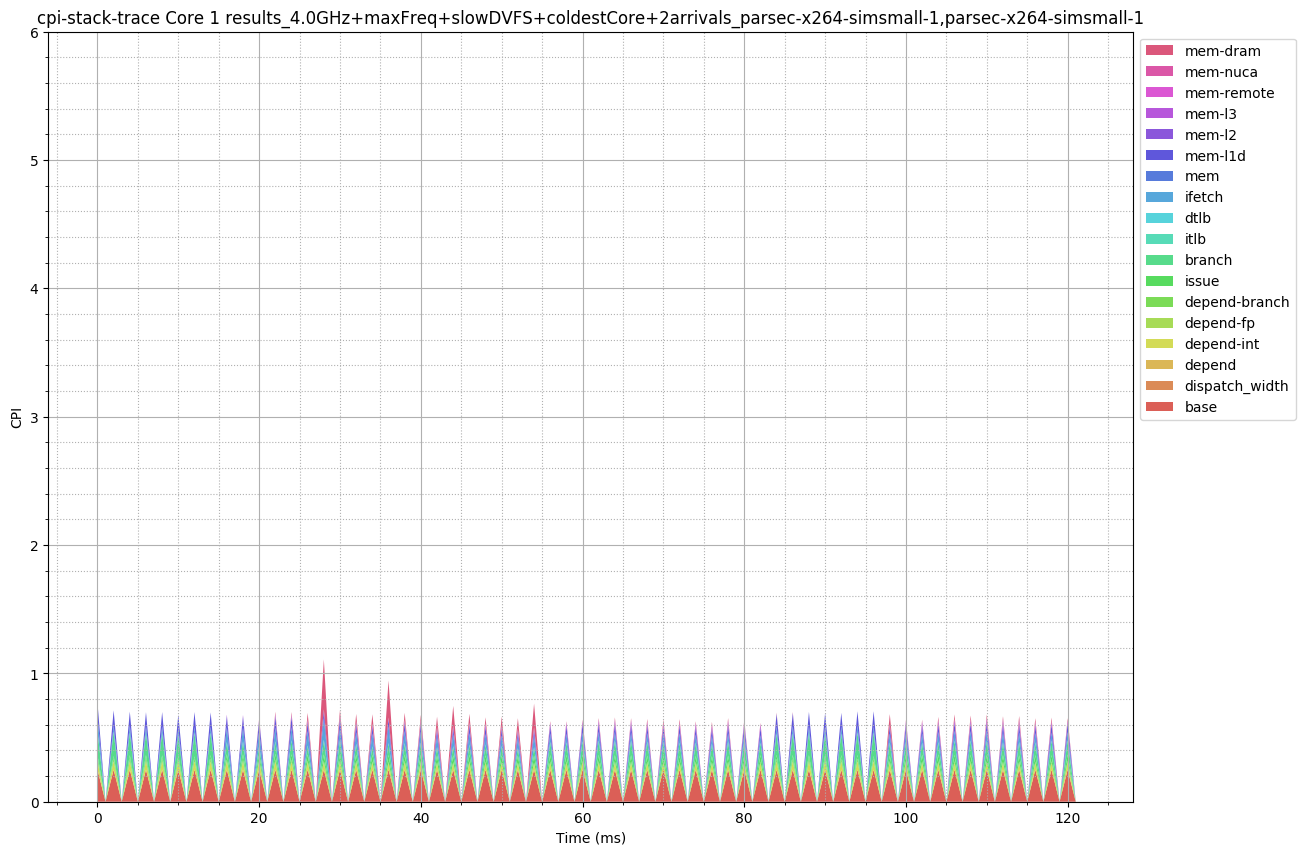 cpi-stack-trace Core 1 results_4.0GHz+maxFreq+slowDVFS+coldestCore+2arrivals_parsec-x264-simsmall-1,parsec-x264-simsmall-1
6
5
4
3
2
1
0
CPI
0 20 40 60 80 100 120
Time (ms)
mem-dram
mem-nuca
mem-remote
mem-l3
mem-l2
mem-l1d
mem
ifetch
dtlb
itlb
branch
issue
depend-branch
depend-fp
depend-int
depend
dispatch_width
base